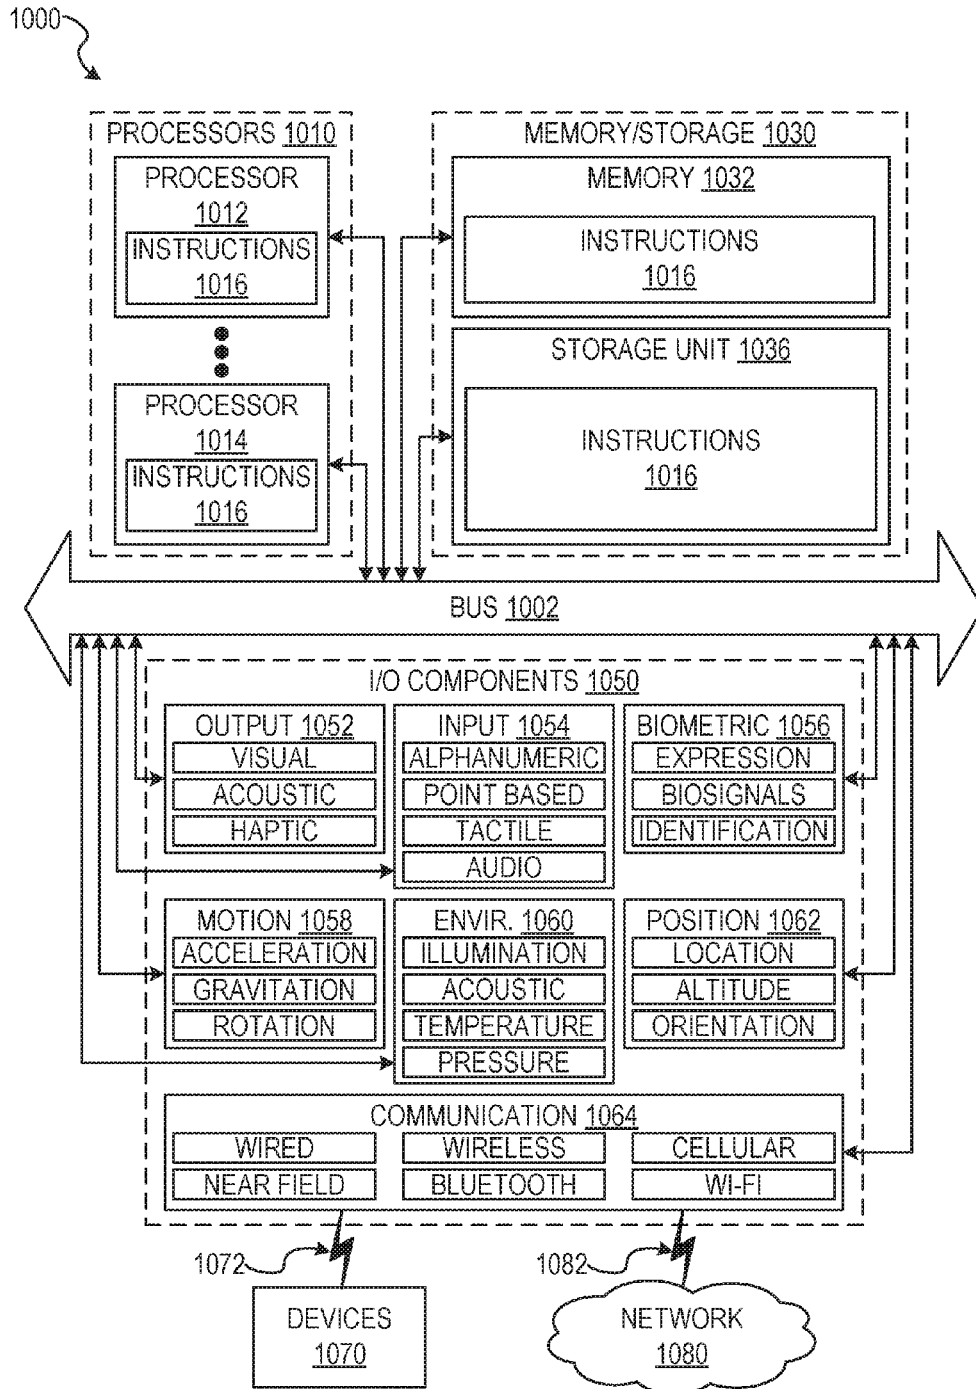 1000
PROCESSORS 1010
PROCESSOR
1012
INSTRUCTIONS
1016
PROCESSOR
1014
INSTRUCTIONS
1016
MEMORY/STORAGE 1030
MEMORY 1032
INSTRUCTIONS
1016
STORAGE UNIT 1036
INSTRUCTIONS
1016
BUS 1002
I/O COMPONENTS 1050
OUTPUT 1052
VISUAL
ACOUSTIC
HAPTIC
INPUT 1054
ALPHANUMERIC
POINT BASED
TACTILE
AUDIO
BIOMETRIC 1056
EXPRESSION
BIOSIGNALS
IDENTIFICATION
MOTION 1058
ACCELERATION
GRAVITATION
ROTATION
ENVIR. 1060
ILLUMINATION
ACOUSTIC
TEMPERATURE
PRESSURE
POSITION 1062
LOCATION
ALTITUDE
ORIENTATION
COMMUNICATION 1064
WIRED
WIRELESS
CELLULAR
NEAR FIELD
BLUETOOTH
WI-FI
1072
1082
DEVICES
1070
NETWORK
1080